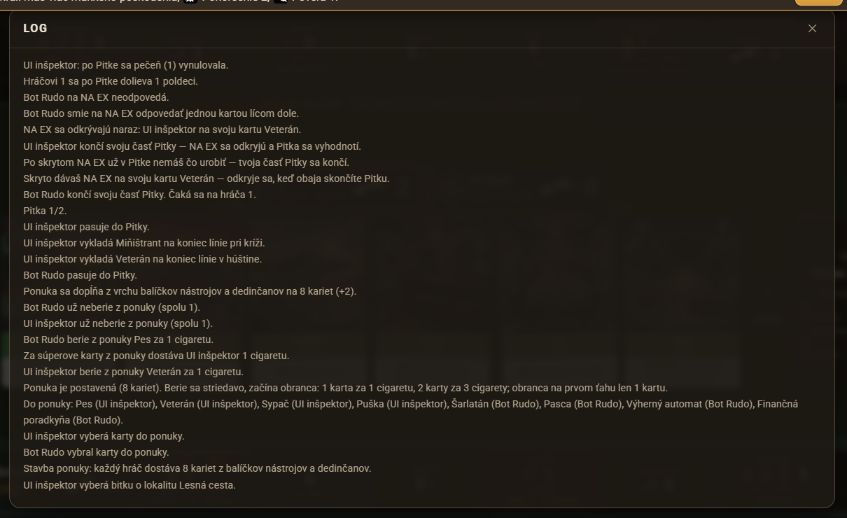 LOG
UI inšpektor: po Pitke sa pečeň (1) vynulovala.
Hráčovi 1 sa po Pitke dolieva 1 poldeci.
Bot Rudo na NA EX neodpovedá.
Bot Rudo smie na NA EX odpovedať jednou kartou lícom dole.
NA EX sa odkrývajú naraz: UI inšpektor na svoju kartu Veterán.
UI inšpektor končí svoju časť Pitky — NA EX sa odkryjú a Pitka sa vyhodnotí.
Po skrytom NA EX už v Pitke nemáš čo urobiť — tvoja časť Pitky sa končí.
Skryto dávaš NA EX na svoju kartu Veterán — odkryje sa, keď obaja skončíte Pitku.
Bot Rudo končí svoju časť Pitky. Čaká sa na hráča 1.
Pitka 1/2.
UI inšpektor pasuje do Pitky.
UI inšpektor vykladá Miňištrant na koniec línie pri kríži.
UI inšpektor vykladá Veterán na koniec línie v húštine.
Bot Rudo pasuje do Pitky.
Ponuka sa dopĺňa z vrchu balíčkov nástrojov a dedinčanov na 8 kariet (+2).
Bot Rudo už neberie z ponuky (spolu 1).
UI inšpektor už neberie z ponuky (spolu 1).
Bot Rudo berie z ponuky Pes za 1 cigaretu.
Za súperove karty z ponuky dostáva UI inšpektor 1 cigaretu.
UI inšpektor berie z ponuky Veterán za 1 cigaretu.
Ponuka je postavená (8 kariet). Berie sa striedavo, začína obranca: 1 karta za 1 cigaretu, 2 karty za 3 cigarety; obranca na prvom ťahu len 1 kartu.
Do ponuky: Pes (UI inšpektor), Veterán (UI inšpektor), Sypač (UI inšpektor), Puška (UI inšpektor), Šarlatán (Bot Rudo), Pasca (Bot Rudo), Výherný automat (Bot Rudo), Finančná
poradkyňa (Bot Rudo).
UI inšpektor vyberá karty do ponuky.
Bot Rudo vybral karty do ponuky.
Stavba ponuky: každý hráč dostáva 8 kariet z balíčkov nástrojov a dedinčanov.
UI inšpektor vyberá bitku o lokalitu Lesná cesta.